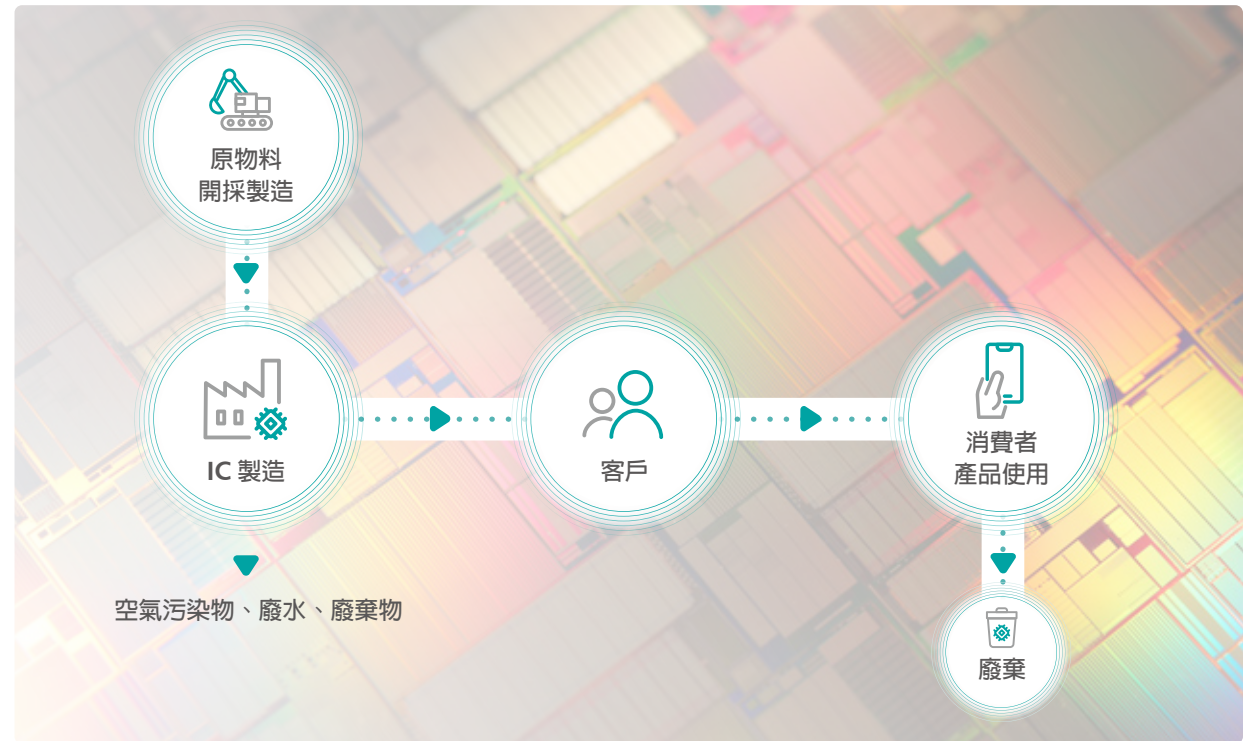 原物料
開採製造
IC 製造
客戶
消費者
產品使用
空氣污染物、廢水、廢棄物
廢棄